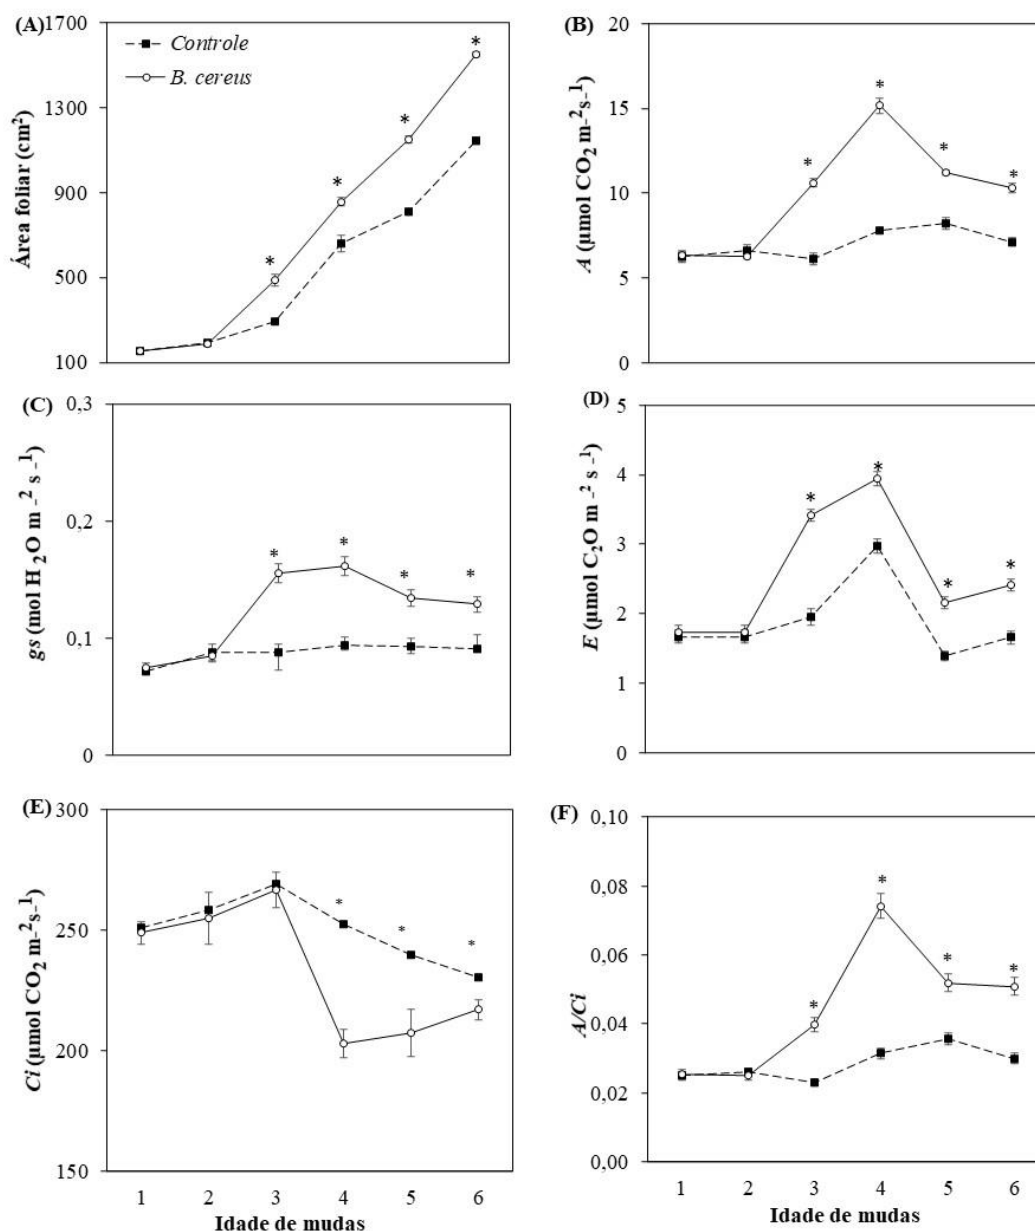 (A)
1700
1300
900
500
100
Área foliar (cm²)
Controle
B. cereus
*
*
*
*
(B)
20
15
10
5
0
A (µmol CO₂ m-²s-¹)
*
*
*
*
(C)
0,3
0,2
0,1
0
gs (mol H₂O m-² s-¹)
*
*
*
*
(D)
5
4
3
2
1
0
E (µmol C₂O m-² s-¹)
*
*
*
*
(E)
300
250
200
150
Ci (µmol CO₂ m-²s-¹)
*
*
*
1 2 3 4 5 6
Idade de mudas
(F)
0,10
0,08
0,06
0,04
0,02
0,00
A/Ci
*
*
*
*
1 2 3 4 5 6
Idade de mudas